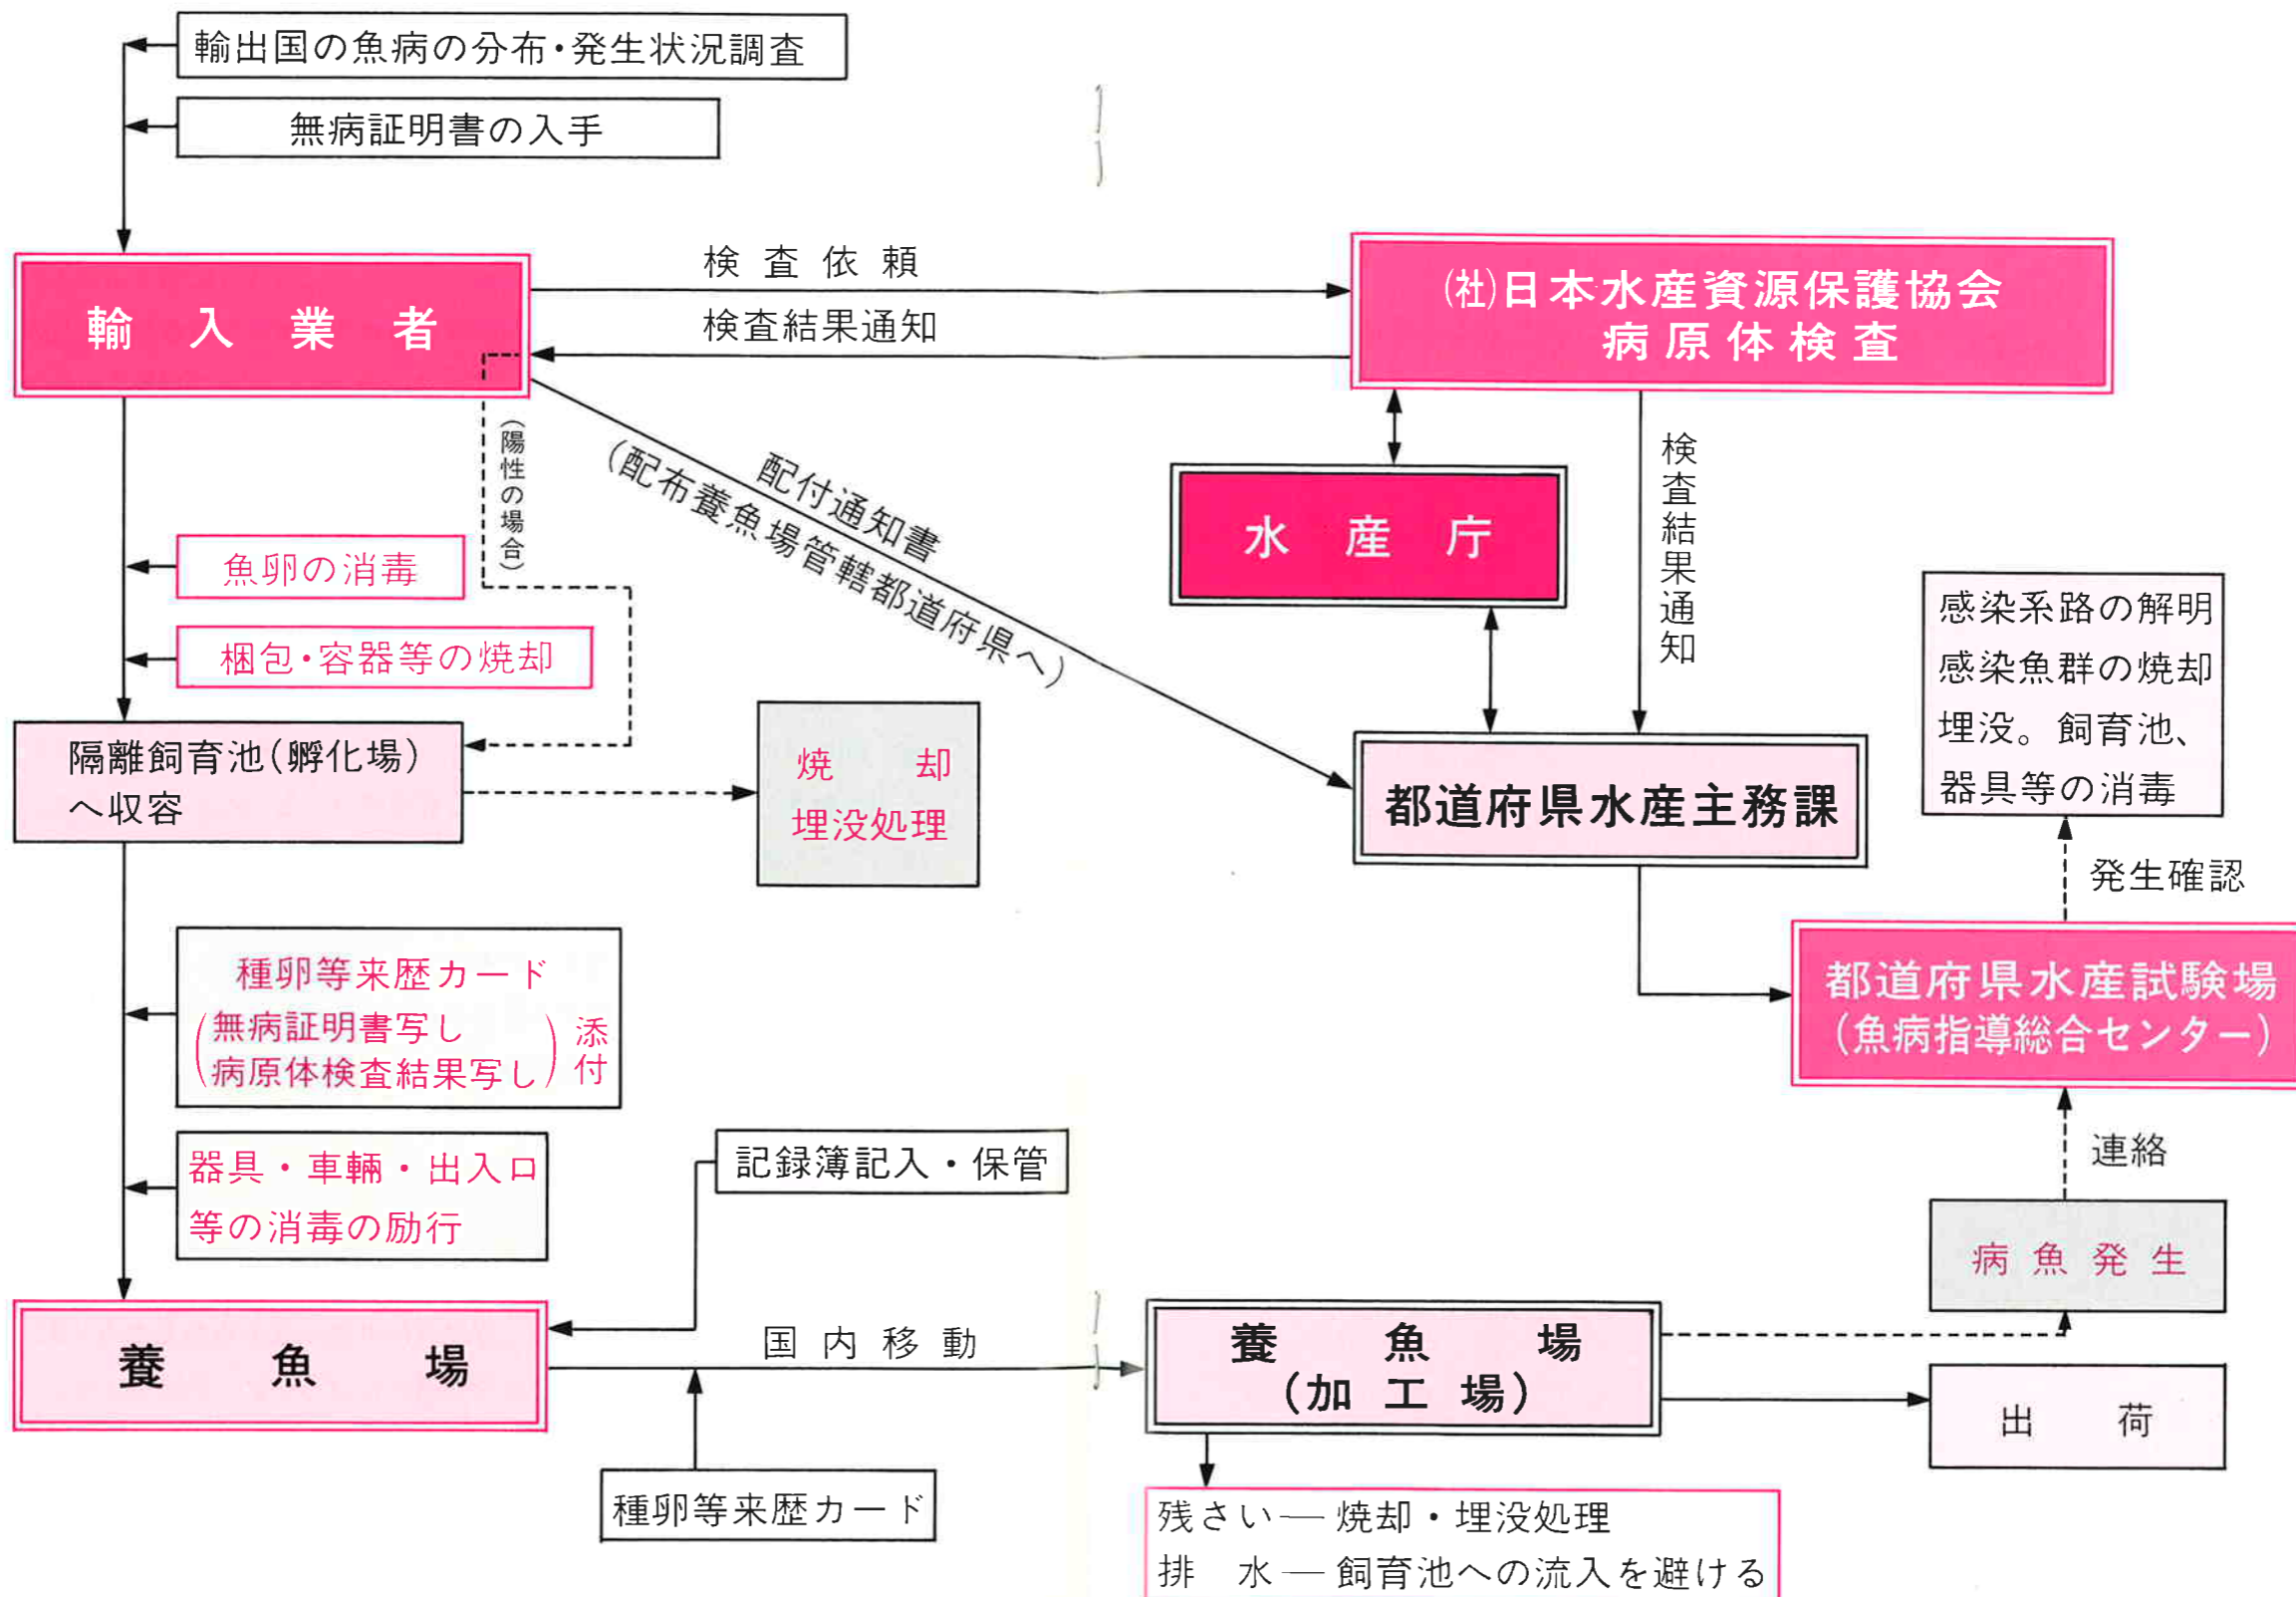 輸出国の魚病の分布・発生状況調査
無病証明書の入手
輸入業者
検査依頼
検査結果通知
(社)日本水産資源保護協会
病原体検査
(陽性の場合)
配付通知書
(配布養魚場管轄都道府県へ)
水産庁
検査結果通知
魚卵の消毒
梱包・容器等の焼却
隔離飼育池(孵化場)
へ収容
焼却
埋没処理
都道府県水産主務課
感染系路の解明
感染魚群の焼却
埋没。飼育池、
器具等の消毒
発生確認
都道府県水産試験場
(魚病指導総合センター)
種卵等来歴カード
(無病証明書写し
病原体検査結果写し)添付
器具・車輛・出入口
等の消毒の励行
記録簿記入・保管
連絡
病魚発生
養魚場
国内移動
養魚場
(加工場)
出荷
種卵等来歴カード
残さい—焼却・埋没処理
排 水—飼育池への流入を避ける